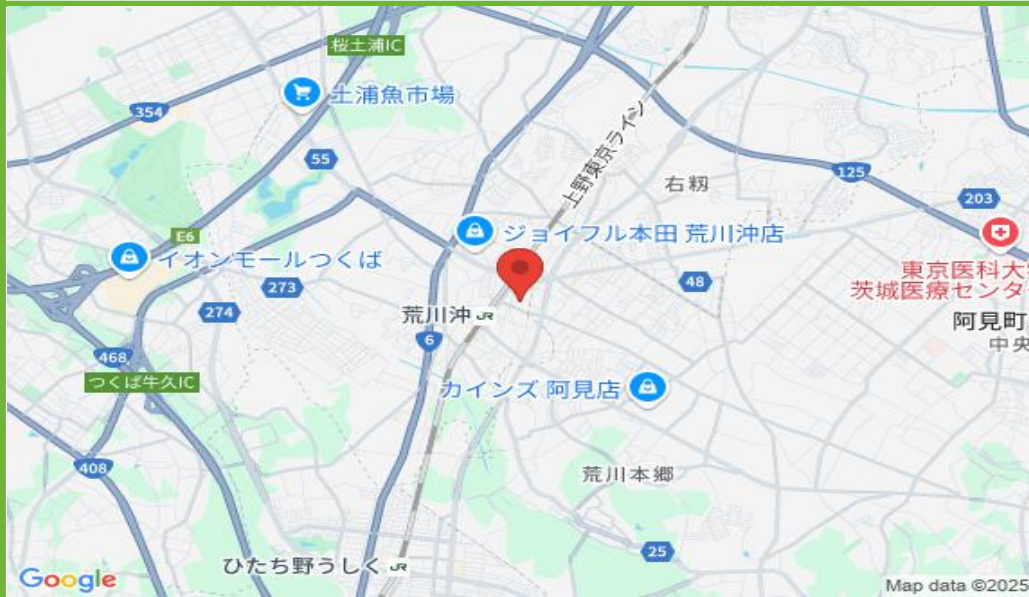 桜土浦IC
土浦魚市場
354
55
上野東京ライン
右籾
125
203
ジョイフル本田 荒川沖店
E6
イオンモールつくば
273
48
東京医科大学
茨城医療センタ
274
荒川沖 JR
阿見町
中央
6
468
つくば牛久IC
カインズ 阿見店
408
荒川本郷
25
ひたち野うしく JR
Google
Map data ©2025